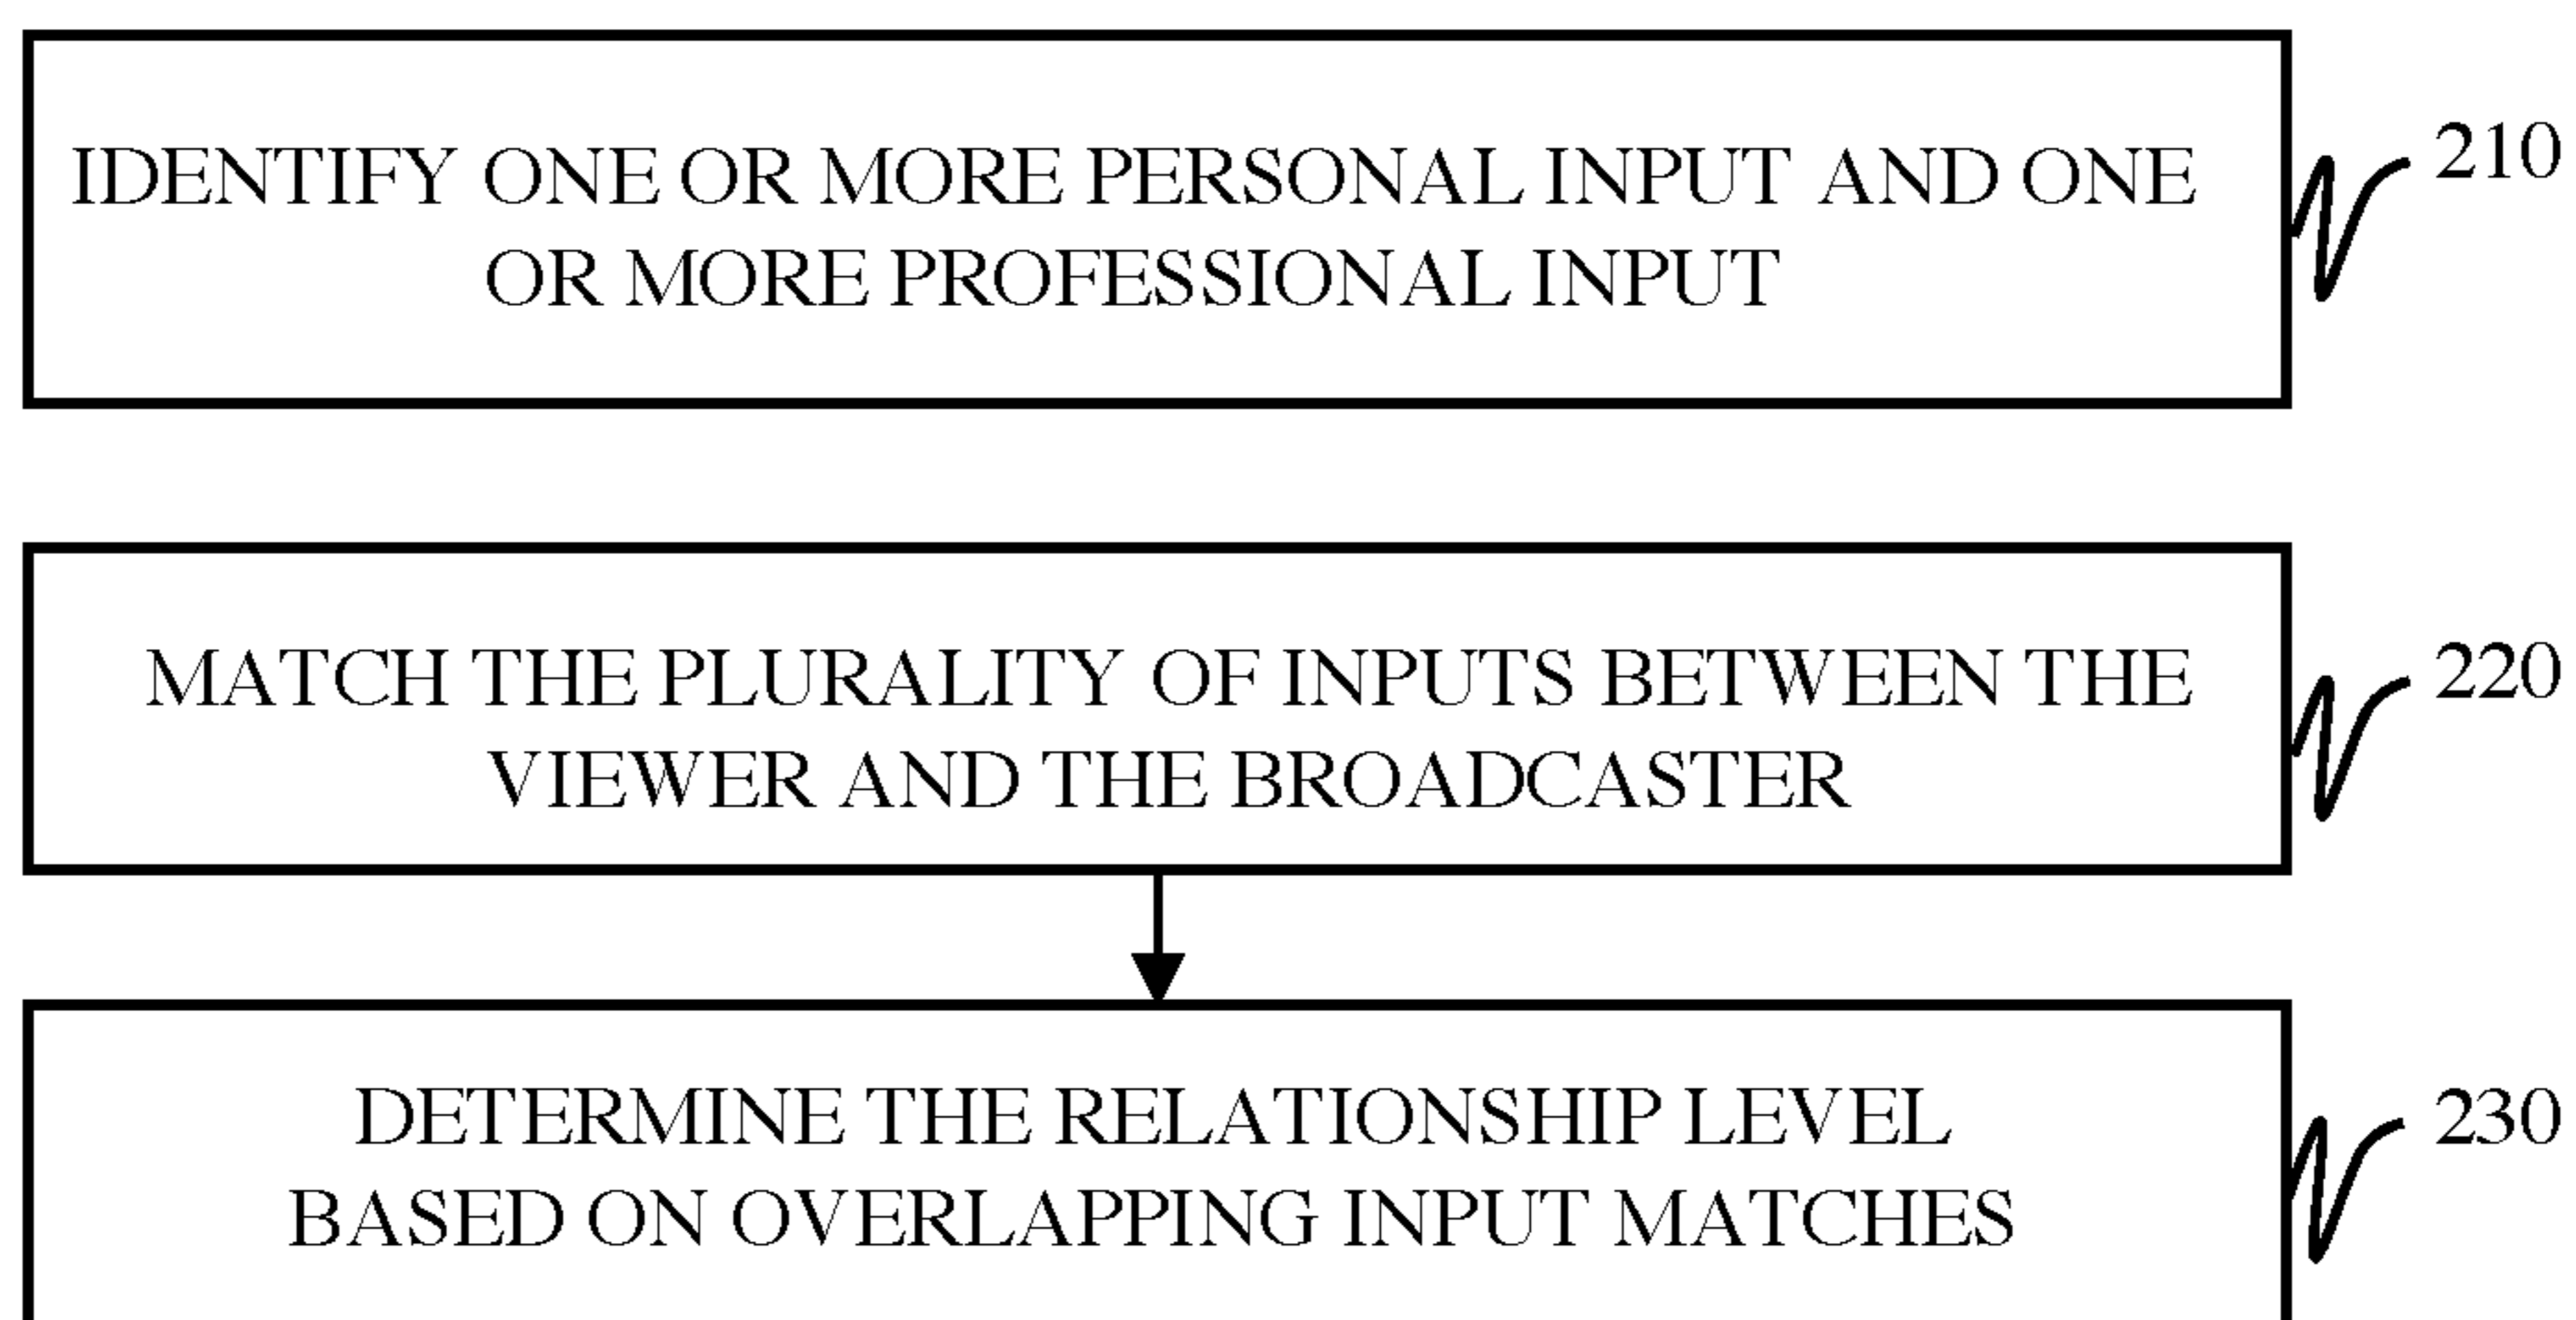 IDENTIFY ONE OR MORE PERSONAL INPUT AND ONE
OR MORE PROFESSIONAL INPUT
210
MATCH THE PLURALITY OF INPUTS BETWEEN THE
VIEWER AND THE BROADCASTER
220
DETERMINE THE RELATIONSHIP LEVEL
BASED ON OVERLAPPING INPUT MATCHES
230